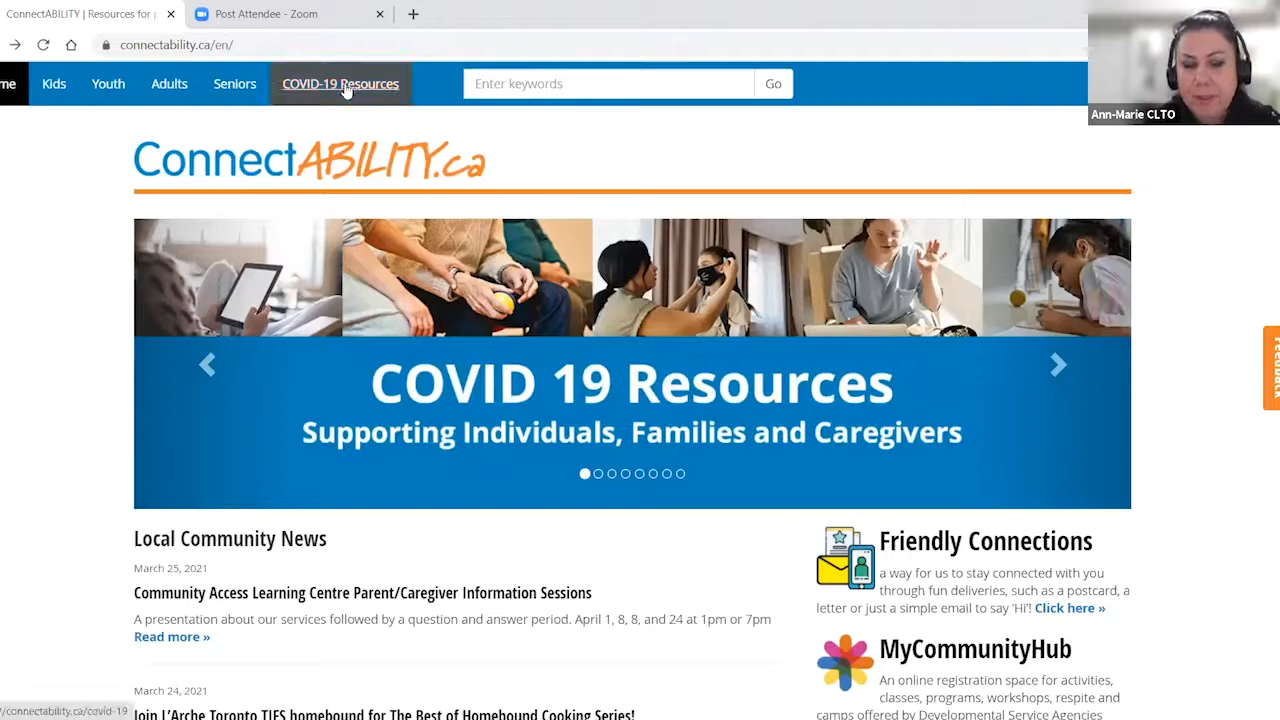 ConnectABILITY | Resources for
Post Attendee - Zoom
connectability.ca/en/
me
Kids
Youth
Adults
Seniors
COVID-19 Resources
Enter keywords
Go
Ann-Marie CLTO
ConnectABILITY.ca
COVID 19 Resources
Supporting Individuals, Families and Caregivers
Feedback
Local Community News
March 25, 2021
Community Access Learning Centre Parent/Caregiver Information Sessions
A presentation about our services followed by a question and answer period. April 1, 8, 8, and 24 at 1pm or 7pm
Read more »
March 24, 2021
Join L'Arche Toronto TIFS homebound for The Best of Homebound Cooking Series!
Friendly Connections
a way for us to stay connected with you
through fun deliveries, such as a postcard, a
letter or just a simple email to say 'Hi'! Click here »
MyCommunityHub
An online registration space for activities,
classes, programs, workshops, respite and
camps offered by Developmental Service Agencies
/connectability.ca/covid-19